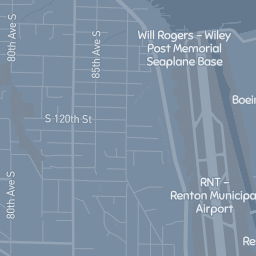 80th Ave S
85th Ave S
Will Rogers - Wiley
Post Memorial
Seaplane Base
Boein
S 120th St
80th Ave S
RNT -
Renton Municipa
Airport
Re